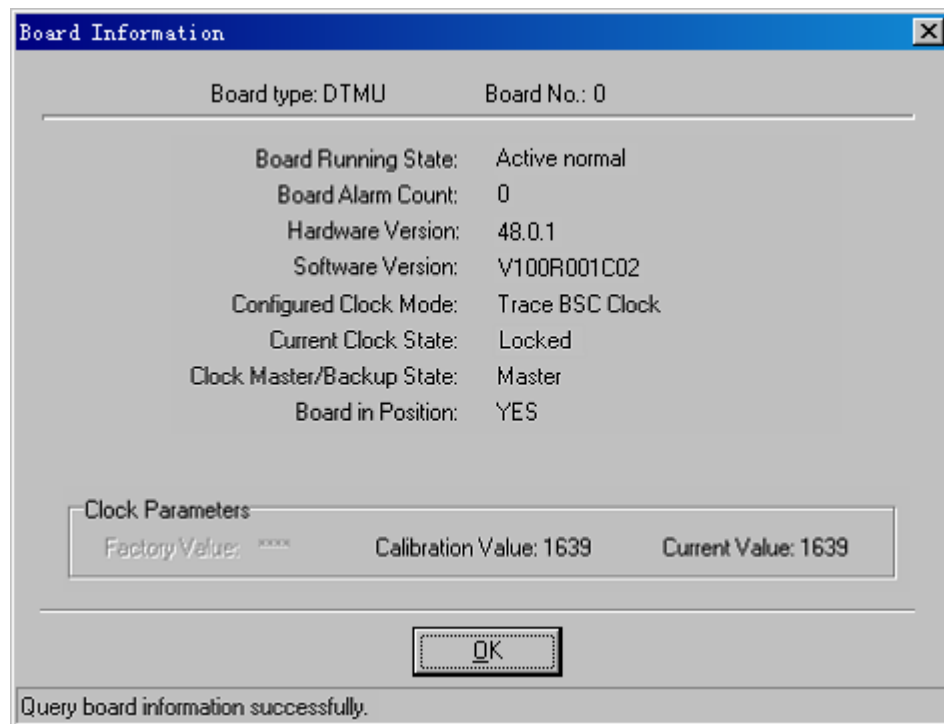 Board Information
Board type: DTMU Board No.: 0
Board Running State: Active normal
Board Alarm Count: 0
Hardware Version: 48.0.1
Software Version: V100R001C02
Configured Clock Mode: Trace BSC Clock
Current Clock State: Locked
Clock Master/Backup State: Master
Board in Position: YES
Clock Parameters
Factory Value: **** Calibration Value: 1639 Current Value: 1639
OK
Query board information successfully.